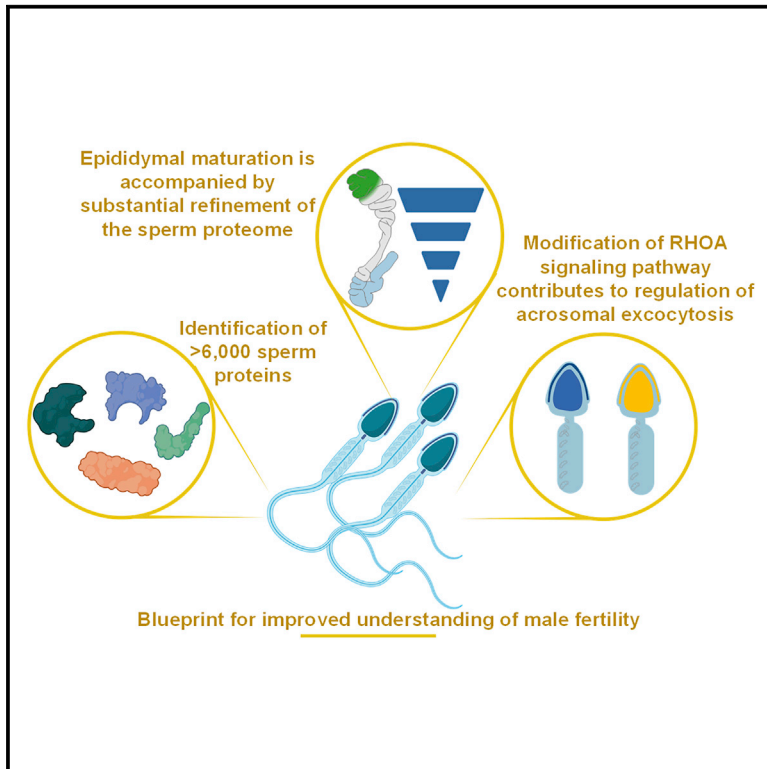 Epididymal maturation is
accompanied by
substantial refinement of
the sperm proteome
Modification of RHOA
signaling pathway
contributes to regulation of
acrosomal excocytosis
Identification of
>6,000 sperm
proteins
Blueprint for improved understanding of male fertility